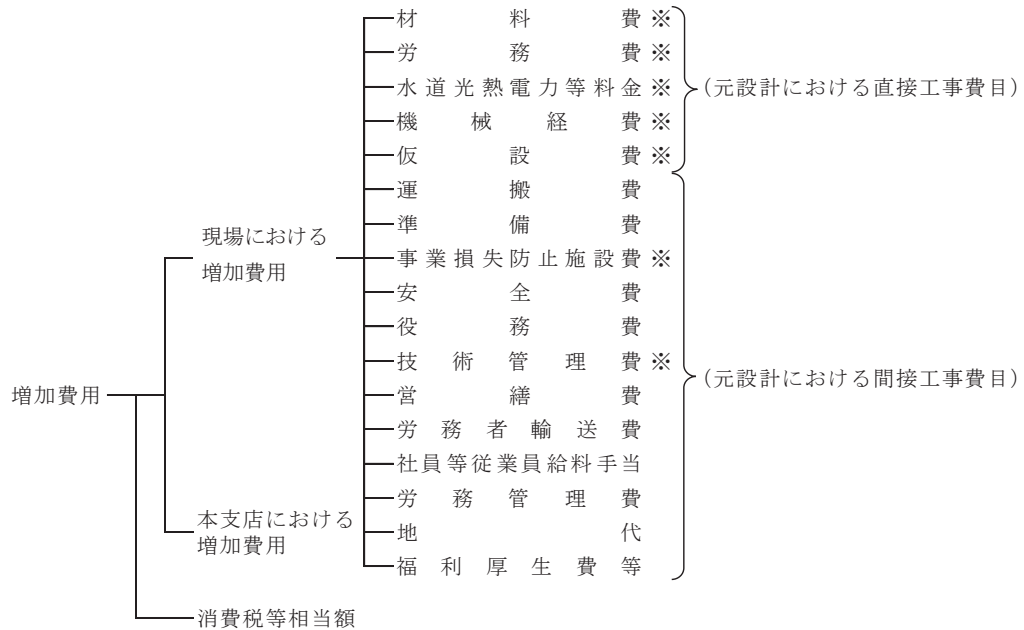 増加費用
現場における
増加費用
材料費※
労務費※
水道光熱電力等料金※
機械経費※
仮設費※
(元設計における直接工事費目)
運搬費
準備費
事業損失防止施設費※
安全費
役務費
技術管理費※
営繕費
労務者輸送費
社員等従業員給料手当
労務管理費
地代
福利厚生費等
(元設計における間接工事費目)
本支店における
増加費用
消費税等相当額